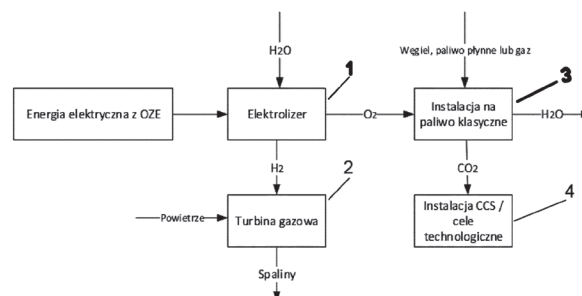 H2O
Węgiel, paliwo płynne lub gaz
1
3
Energia elektryczna z OZE
Elektrolizer
O2
Instalacja na
paliwo klasyczne
H2O
H2
2
CO2
4
Powietrze
Turbina gazowa
Instalacja CCS /
cele
technologiczne
Spaliny